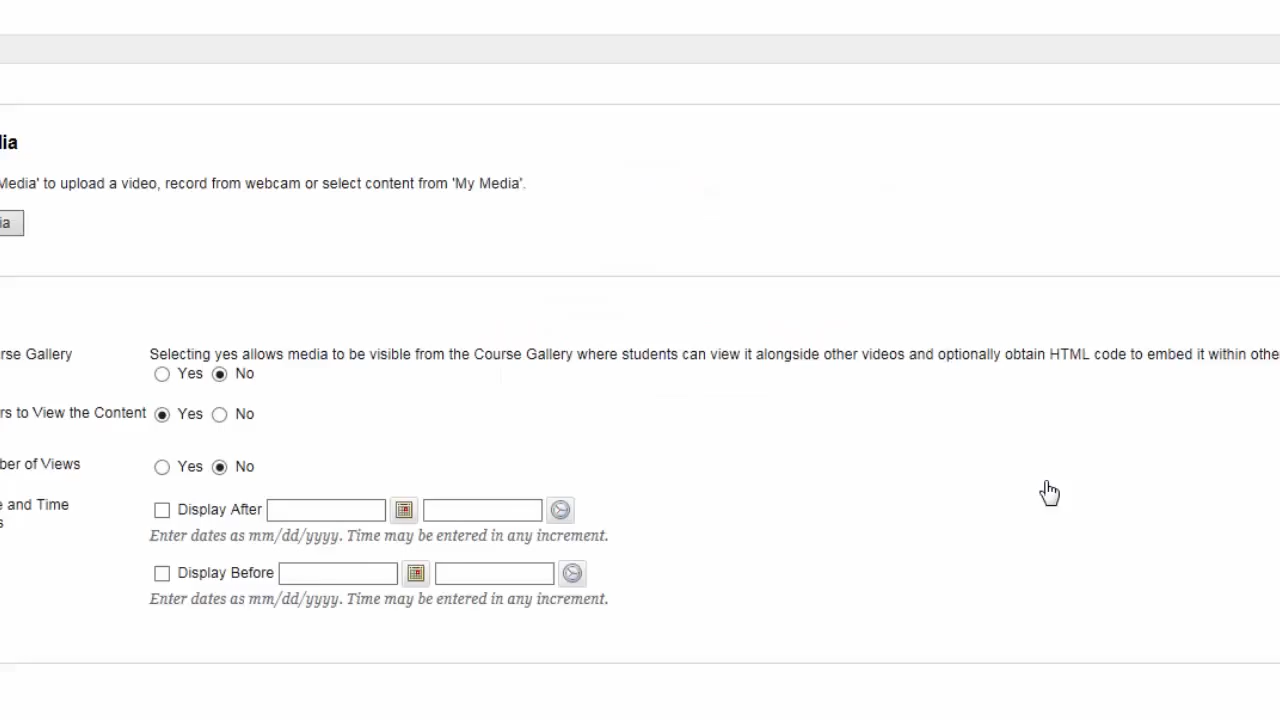 lia
Media' to upload a video, record from webcam or select content from 'My Media'.
ia
rse Gallery
Selecting yes allows media to be visible from the Course Gallery where students can view it alongside other videos and optionally obtain HTML code to embed it within othe
Yes No
rs to View the Content Yes No
ber of Views Yes No
e and Time
s
Display After
Enter dates as mm/dd/yyyy. Time may be entered in any increment.
Display Before
Enter dates as mm/dd/yyyy. Time may be entered in any increment.